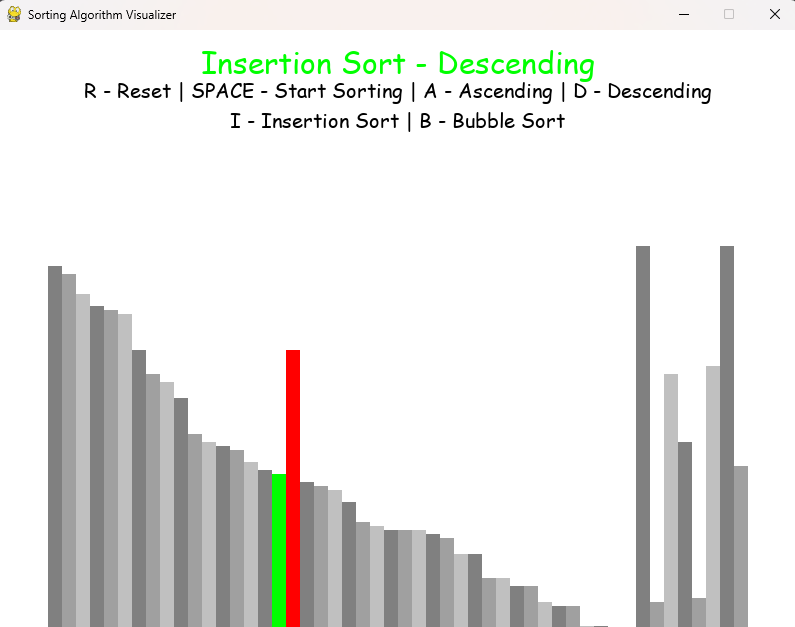 Sorting Algorithm Visualizer
Insertion Sort - Descending
R - Reset | SPACE - Start Sorting | A - Ascending | D - Descending
I - Insertion Sort | B - Bubble Sort